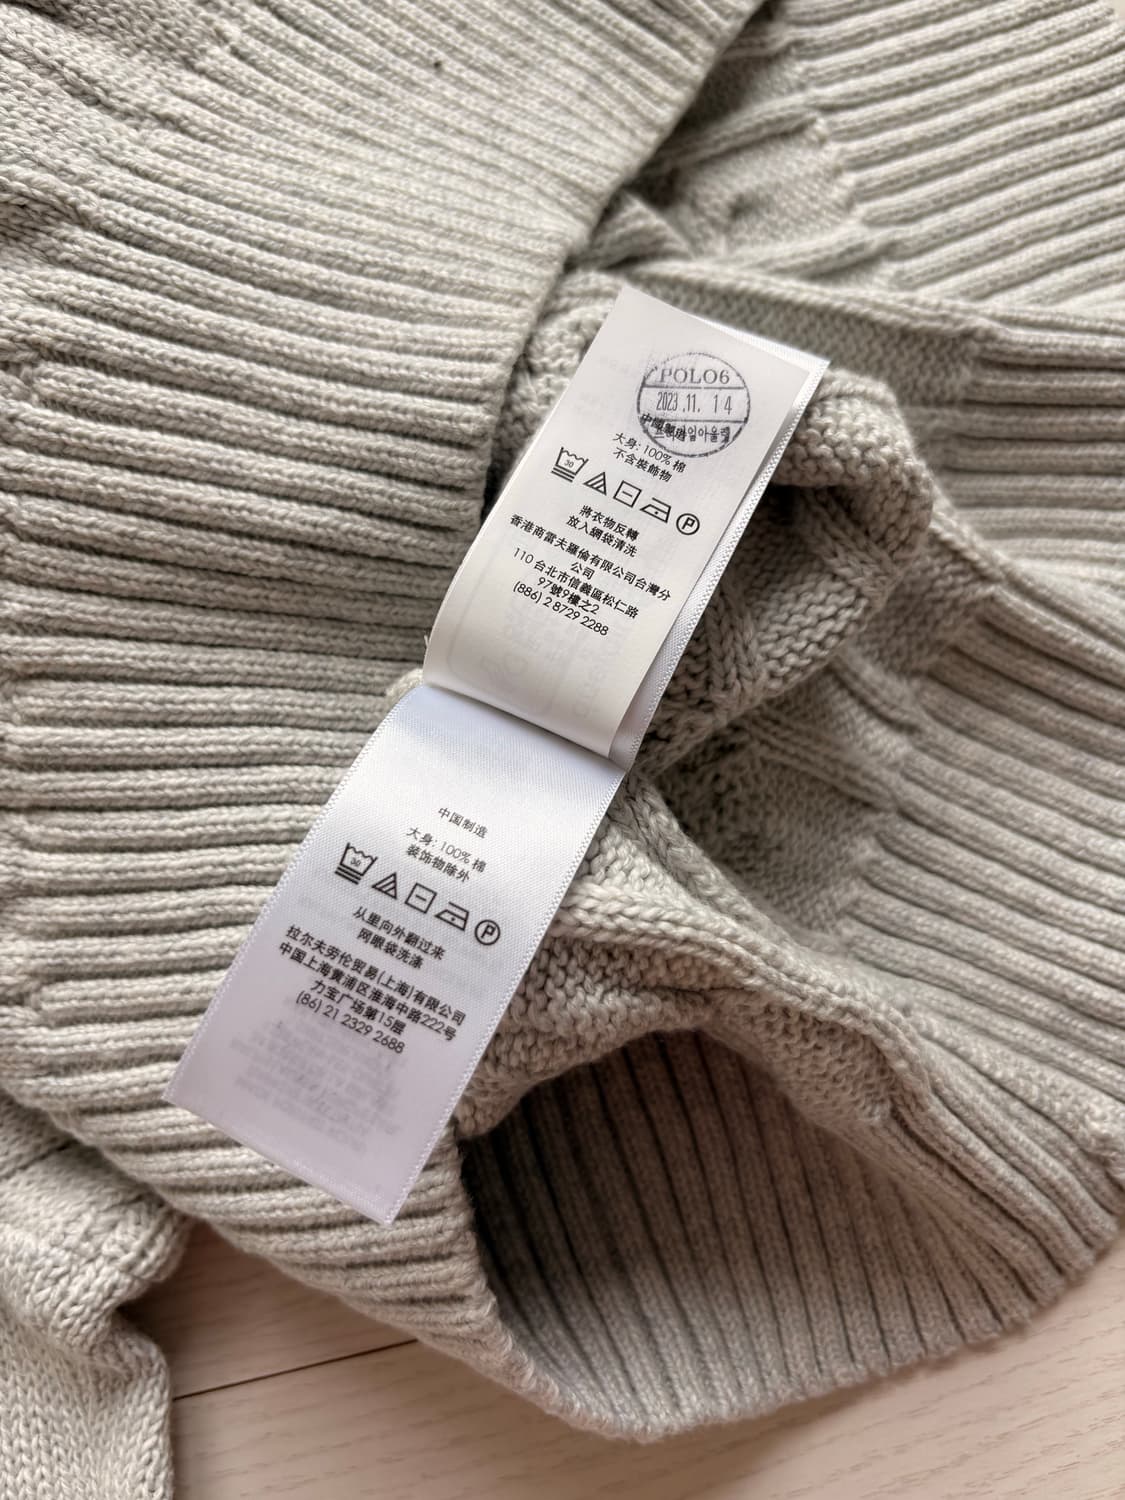 POLO6
2023.11.14
中國製造
大身: 100% 棉
不含裝飾物
30
P
將衣物反轉
放入網袋清洗
香港商雷夫羅倫有限公司台灣分
公司
110 台北市信義區松仁路
97號9樓之2
(886) 2 8729 2288
中国制造
大身: 100% 棉
装饰物除外
30
P
从里向外翻过来
网眼袋洗涤
拉尔夫劳伦贸易(上海)有限公司
中国上海黄浦区淮海中路222号
力宝广场第15层
(86) 21 2329 2688